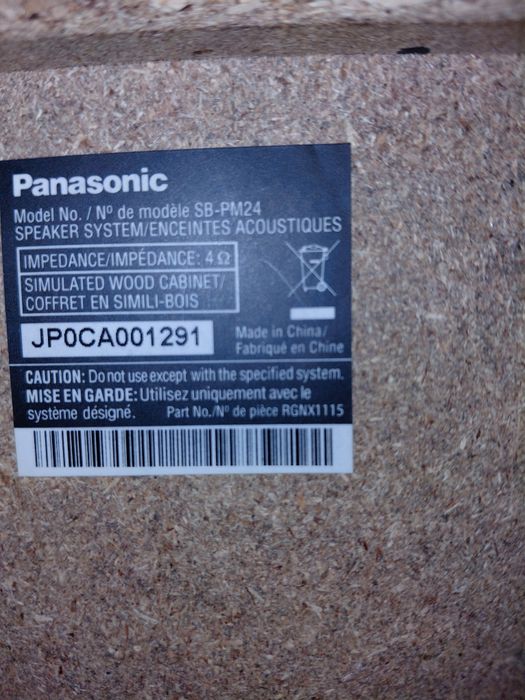 Panasonic
Model No. / Nº de modèle SB-PM24
SPEAKER SYSTEM/ENCEINTES ACOUSTIQUES
IMPEDANCE/IMPÉDANCE: 4 Ω
SIMULATED WOOD CABINET/
COFFRET EN SIMILI-BOIS
JP0CA001291
Made in China/
Fabriqué en Chine
CAUTION: Do not use except with the specified system.
MISE EN GARDE: Utilisez uniquement avec le
système désigné. Part No./Nº de pièce RGNX1115